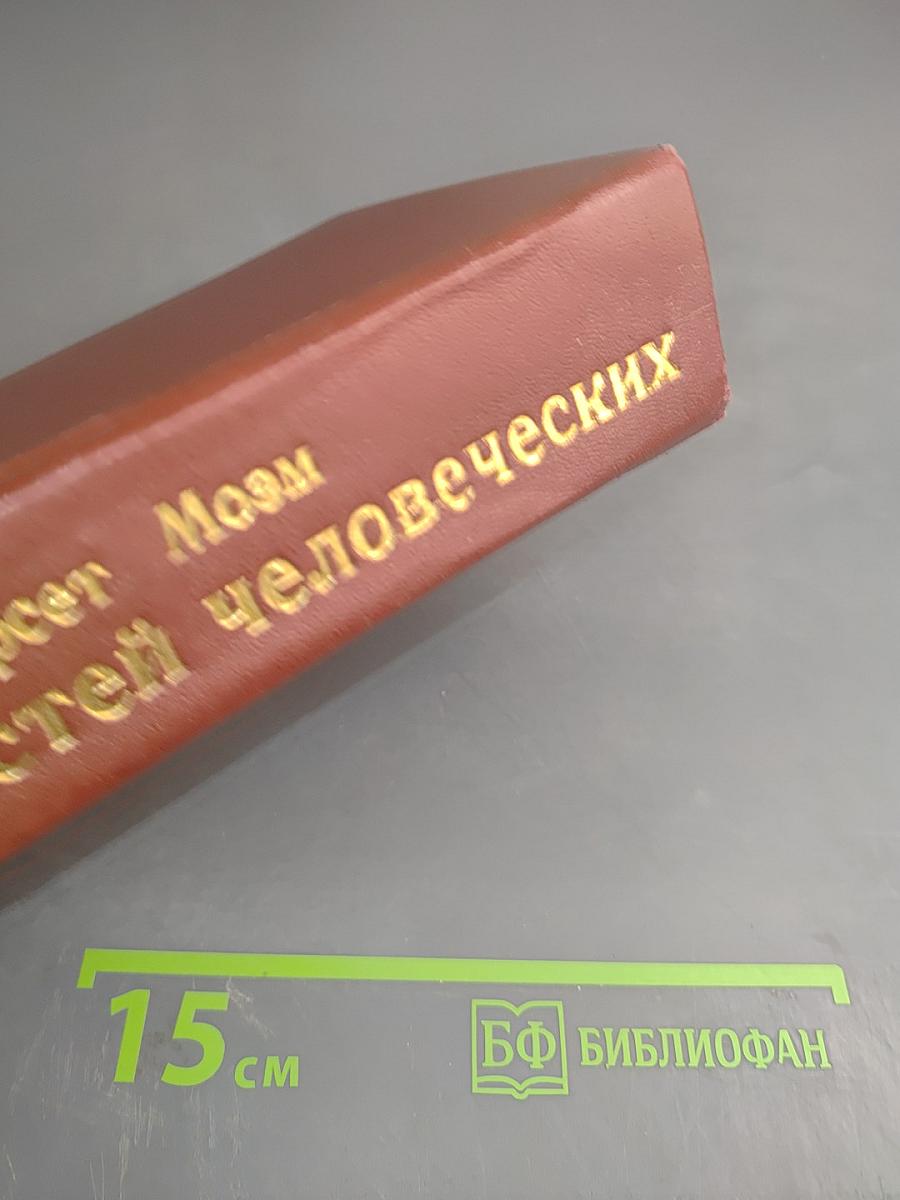 рсет Моэм
стей человеческих
15 см
БФ БИБЛИОФАН